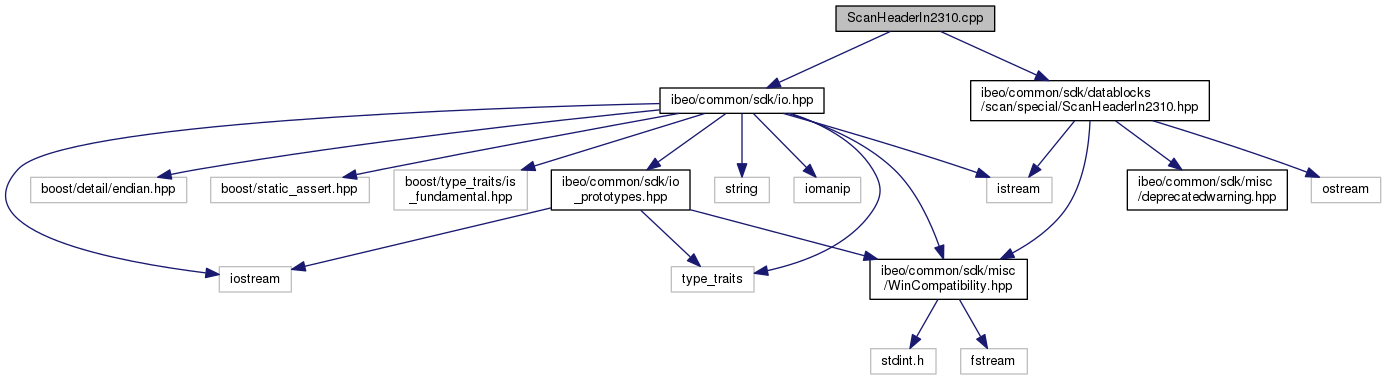 ScanHeaderIn2310.cpp
ibeo/common/sdk/io.hpp
ibeo/common/sdk/datablocks
/scan/special/ScanHeaderIn2310.hpp
boost/detail/endian.hpp
boost/static_assert.hpp
boost/type_traits/is
_fundamental.hpp
ibeo/common/sdk/io
_prototypes.hpp
string
iomanip
istream
ibeo/common/sdk/misc
/deprecatedwarning.hpp
ostream
iostream
type_traits
ibeo/common/sdk/misc
/WinCompatibility.hpp
stdint.h
fstream